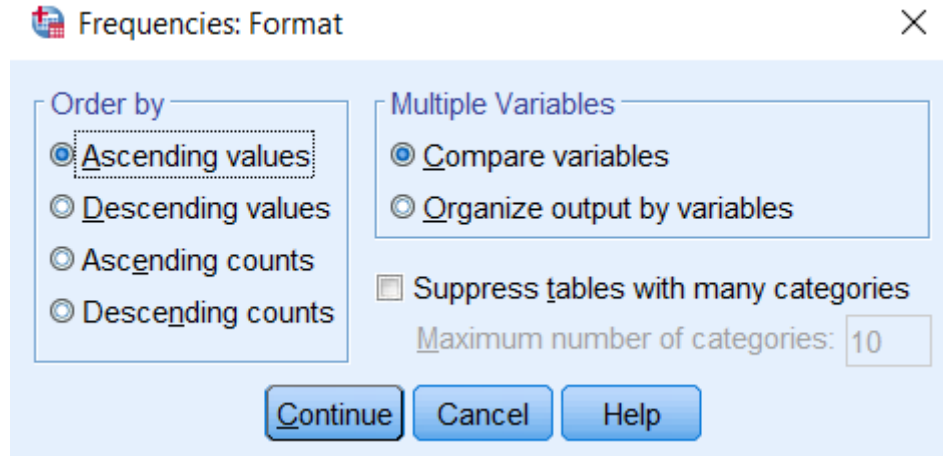 Frequencies: Format
Order by
Ascending values
Descending values
Ascending counts
Descending counts
Multiple Variables
Compare variables
Organize output by variables
Suppress tables with many categories
Maximum number of categories: 10
Continue Cancel Help